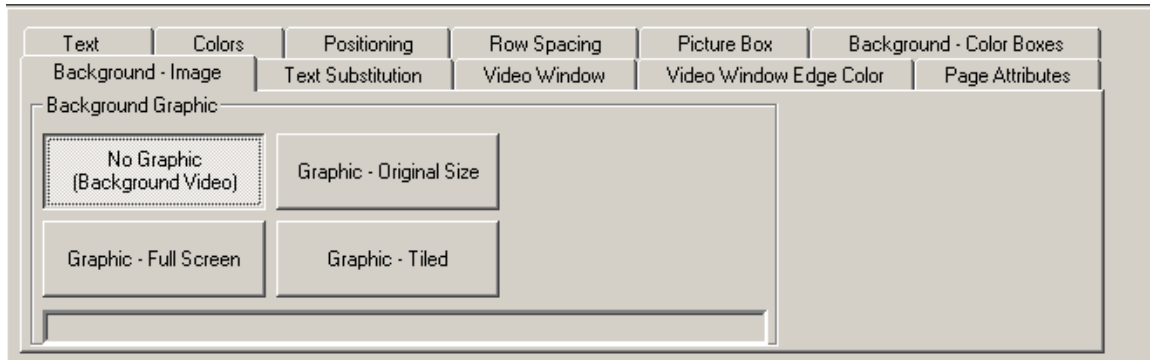 Text Colors Positioning Row Spacing Picture Box Background - Color Boxes
Background - Image Text Substitution Video Window Video Window Edge Color Page Attributes
Background Graphic
No Graphic
(Background Video)
Graphic - Original Size
Graphic - Full Screen
Graphic - Tiled